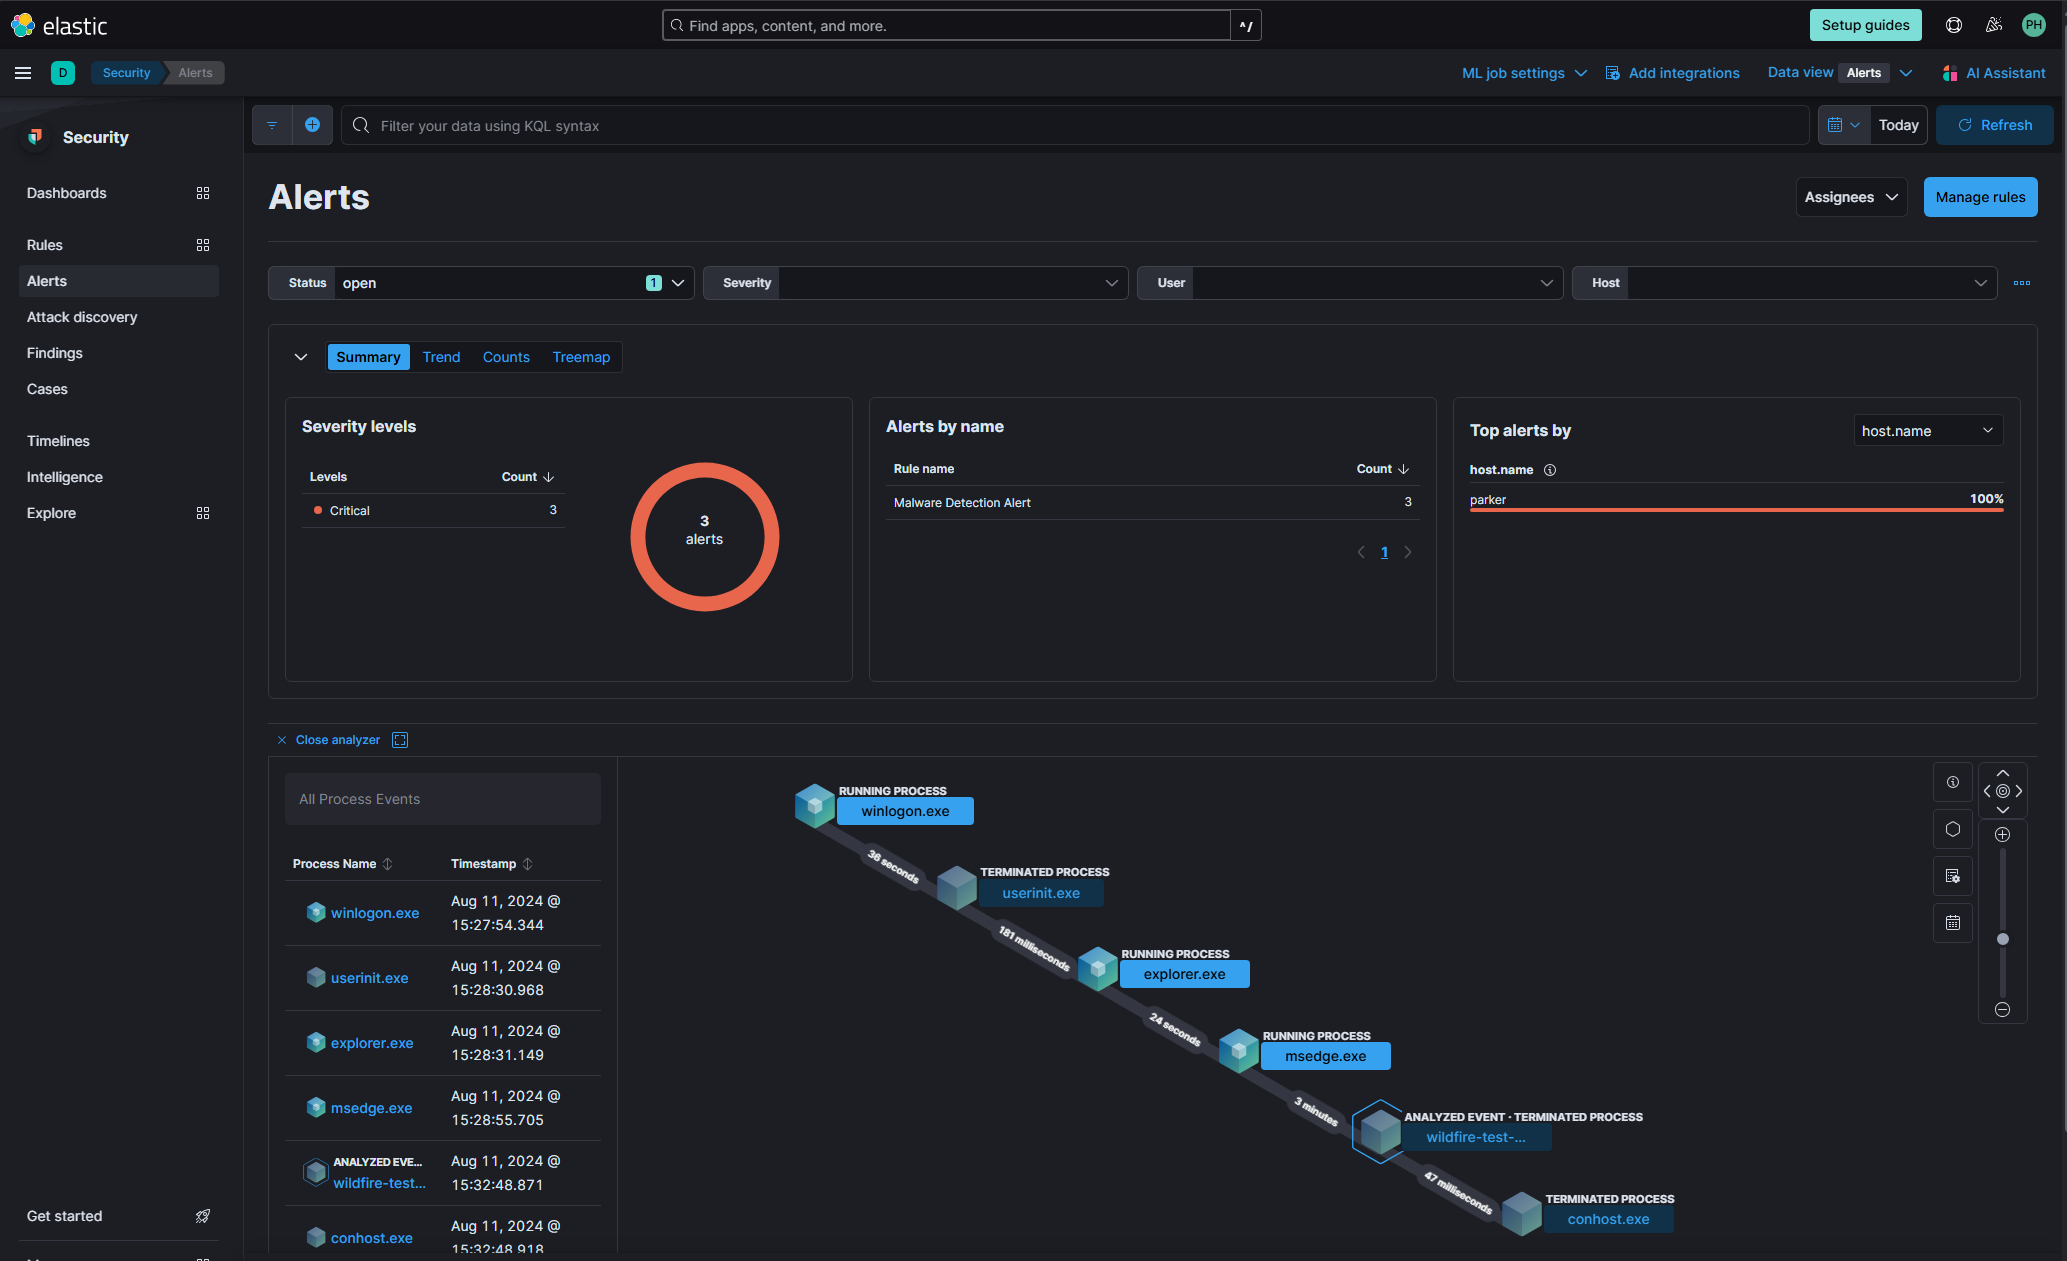 elastic
Find apps, content, and more.
^/
Setup guides
PH
D
Security
Alerts
ML job settings
Add integrations
Data view
Alerts
AI Assistant
Security
Dashboards
Rules
Alerts
Attack discovery
Findings
Cases
Timelines
Intelligence
Explore
Get started
Filter your data using KQL syntax
Today
Refresh
Alerts
Assignees
Manage rules
Status
open
1
Severity
User
Host
Summary
Trend
Counts
Treemap
Severity levels
Levels
Count
Critical
3
3
alerts
Alerts by name
Rule name
Count
Malware Detection Alert
3
1
Top alerts by
host.name
host.name
parker
100%
Close analyzer
All Process Events
Process Name
Timestamp
winlogon.exe
Aug 11, 2024 @
15:27:54.344
userinit.exe
Aug 11, 2024 @
15:28:30.968
explorer.exe
Aug 11, 2024 @
15:28:31.149
msedge.exe
Aug 11, 2024 @
15:28:55.705
ANALYZED EVE...
wildfire-test...
Aug 11, 2024 @
15:32:48.871
conhost.exe
Aug 11, 2024 @
15:32:48.918
RUNNING PROCESS
winlogon.exe
36 seconds
TERMINATED PROCESS
userinit.exe
181 milliseconds
RUNNING PROCESS
explorer.exe
24 seconds
RUNNING PROCESS
msedge.exe
3 minutes
ANALYZED EVENT · TERMINATED PROCESS
wildfire-test-...
47 milliseconds
TERMINATED PROCESS
conhost.exe